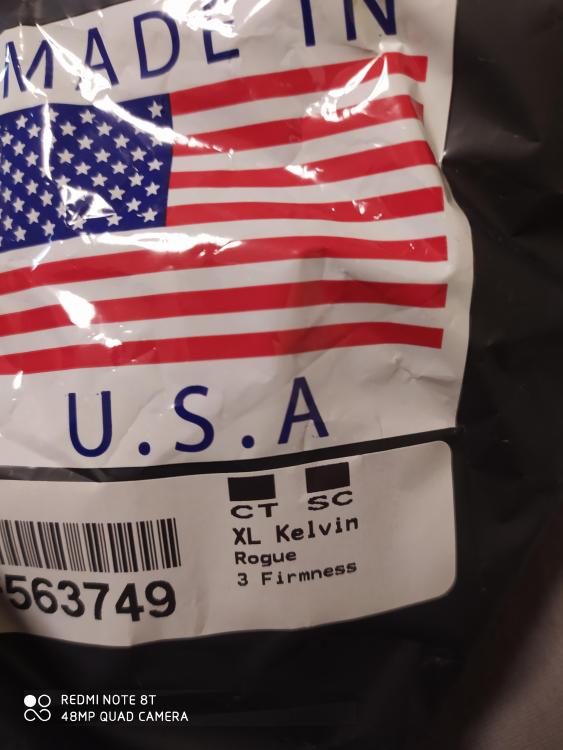 MADE IN
U.S.A
CT SC
XL Kelvin
Rogue
3 Firmness
563749
REDMI NOTE 8T
48MP QUAD CAMERA